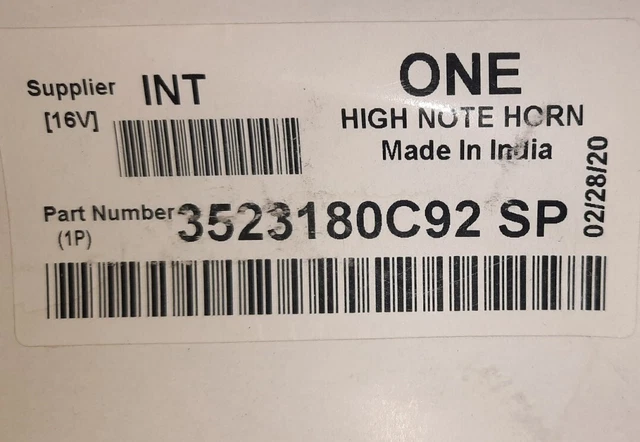 Supplier INT
[16V]
ONE
HIGH NOTE HORN
Made In India
Part Number 3523180C92 SP
(1P)
02/28/20